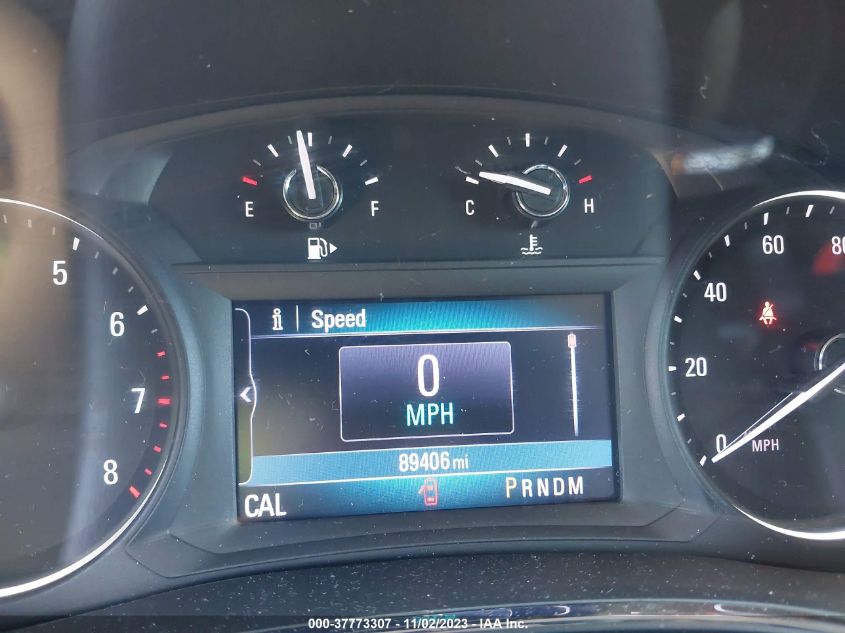 E F
C H
5
6
7
8
i Speed
0
MPH
89406 mi
CAL
PRNDM
0
20
40
60
80
MPH
000-37773307 - 11/02/2023 - IAA Inc.